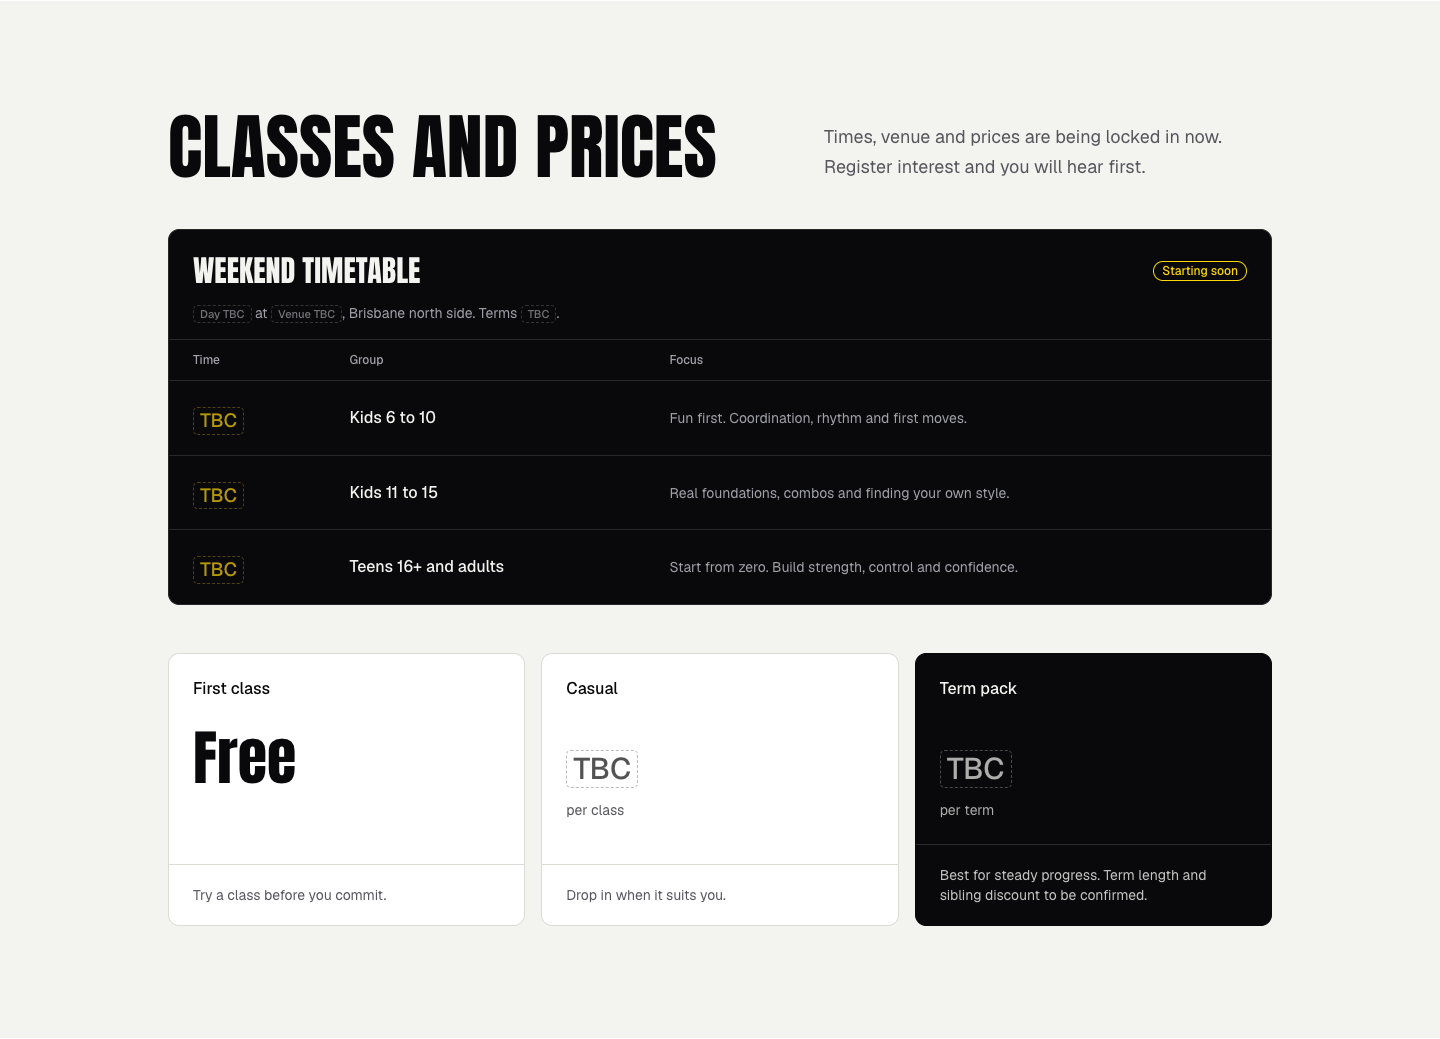 CLASSES AND PRICES
Times, venue and prices are being locked in now.
Register interest and you will hear first.
WEEKEND TIMETABLE
Starting soon
Day TBC at Venue TBC, Brisbane north side. Terms TBC.
Time Group Focus
TBC Kids 6 to 10 Fun first. Coordination, rhythm and first moves.
TBC Kids 11 to 15 Real foundations, combos and finding your own style.
TBC Teens 16+ and adults Start from zero. Build strength, control and confidence.
First class
Free
Try a class before you commit.
Casual
TBC
per class
Drop in when it suits you.
Term pack
TBC
per term
Best for steady progress. Term length and
sibling discount to be confirmed.